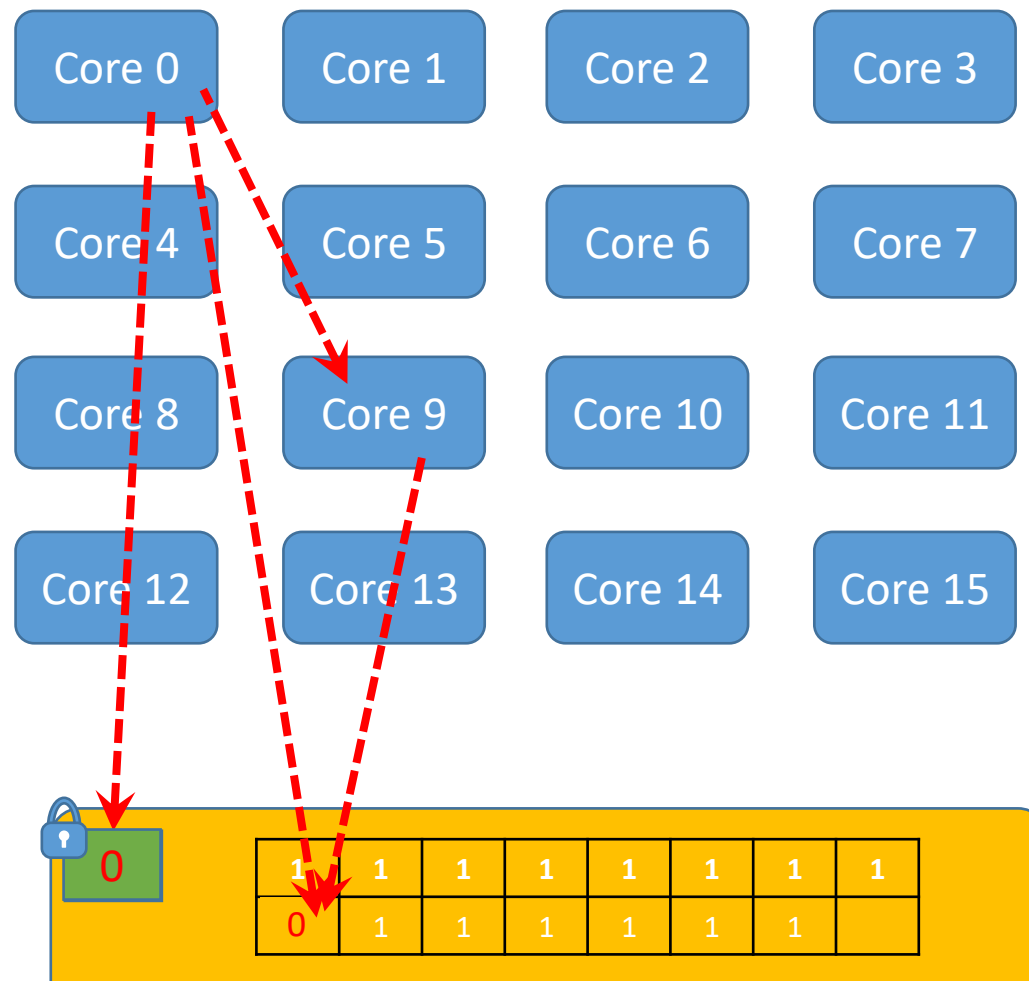 Core 0 Core 1 Core 2 Core 3
Core 4 Core 5 Core 6 Core 7
Core 8 Core 9 Core 10 Core 11
Core 12 Core 13 Core 14 Core 15
0
1 1 1 1 1 1 1 1
0 1 1 1 1 1 1